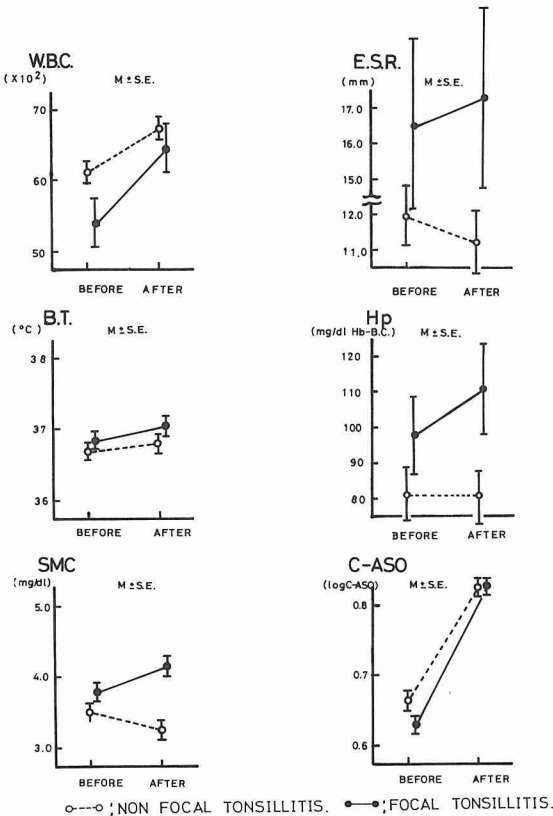 W.B.C.
(X10²)
M ± S.E.
70
60
50
BEFORE AFTER
E.S.R.
(mm)
M ± S.E.
17.0
16.0
15.0
12.0
11.0
BEFORE AFTER
B.T.
(°C)
M ± S.E.
38
37
36
BEFORE AFTER
Hp
(mg/dl Hb-B.C.) M ± S.E.
120
110
100
90
80
BEFORE AFTER
SMC
(mg/dl)
M ± S.E.
5.0
4.0
3.0
BEFORE AFTER
C-ASO
(logC-ASO) M ± S.E.
0.8
0.7
0.6
BEFORE AFTER
; NON FOCAL TONSILLITIS. ; FOCAL TONSILLITIS.